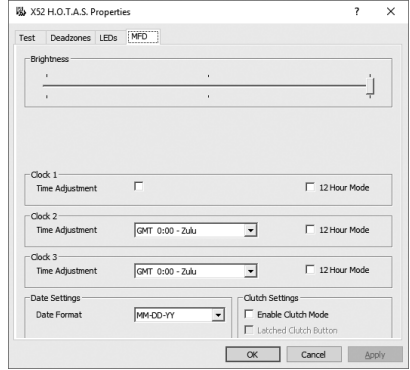 X52 H.O.T.A.S. Properties
Test Deadzones LEDs MFD
Brightness
Clock 1
Time Adjustment 12 Hour Mode
Clock 2
Time Adjustment GMT 0:00 - Zulu 12 Hour Mode
Clock 3
Time Adjustment GMT 0:00 - Zulu 12 Hour Mode
Date Settings Clutch Settings
Date Format MM-DD-YY Enable Clutch Mode
Latched Clutch Button
OK Cancel Apply